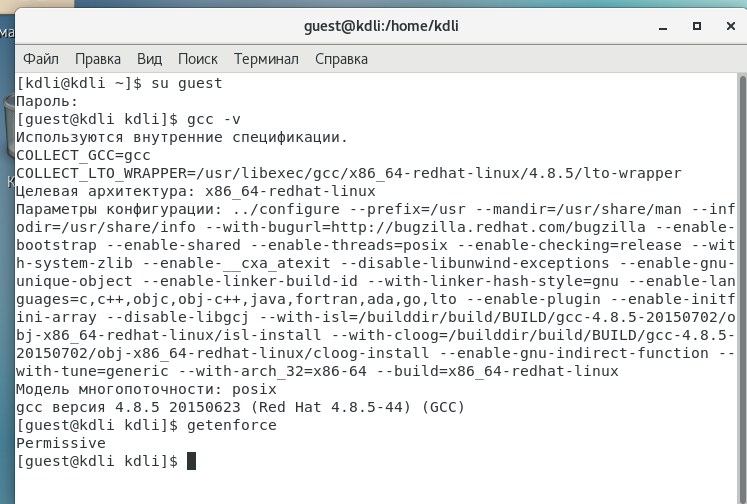 guest@kdli:/home/kdli
Файл Правка Вид Поиск Терминал Справка
[kdli@kdli ~]$ su guest
Пароль:
[guest@kdli kdli]$ gcc -v
Используются внутренние спецификации.
COLLECT_GCC=gcc
COLLECT_LTO_WRAPPER=/usr/libexec/gcc/x86_64-redhat-linux/4.8.5/lto-wrapper
Целевая архитектура: x86_64-redhat-linux
Параметры конфигурации: ../configure --prefix=/usr --mandir=/usr/share/man --inf
odir=/usr/share/info --with-bugurl=http://bugzilla.redhat.com/bugzilla --enable-
bootstrap --enable-shared --enable-threads=posix --enable-checking=release --wit
h-system-zlib --enable-__cxa_atexit --disable-libunwind-exceptions --enable-gnu-
unique-object --enable-linker-build-id --with-linker-hash-style=gnu --enable-lan
guages=c,c++,objc,obj-c++,java,fortran,ada,go,lto --enable-plugin --enable-initf
ini-array --disable-libgcj --with-isl=/builddir/build/BUILD/gcc-4.8.5-20150702/o
bj-x86_64-redhat-linux/isl-install --with-cloog=/builddir/build/BUILD/gcc-4.8.5-
20150702/obj-x86_64-redhat-linux/cloog-install --enable-gnu-indirect-function --
with-tune=generic --with-arch_32=x86-64 --build=x86_64-redhat-linux
Модель многопоточности: posix
gcc версия 4.8.5 20150623 (Red Hat 4.8.5-44) (GCC)
[guest@kdli kdli]$ getenforce
Permissive
[guest@kdli kdli]$